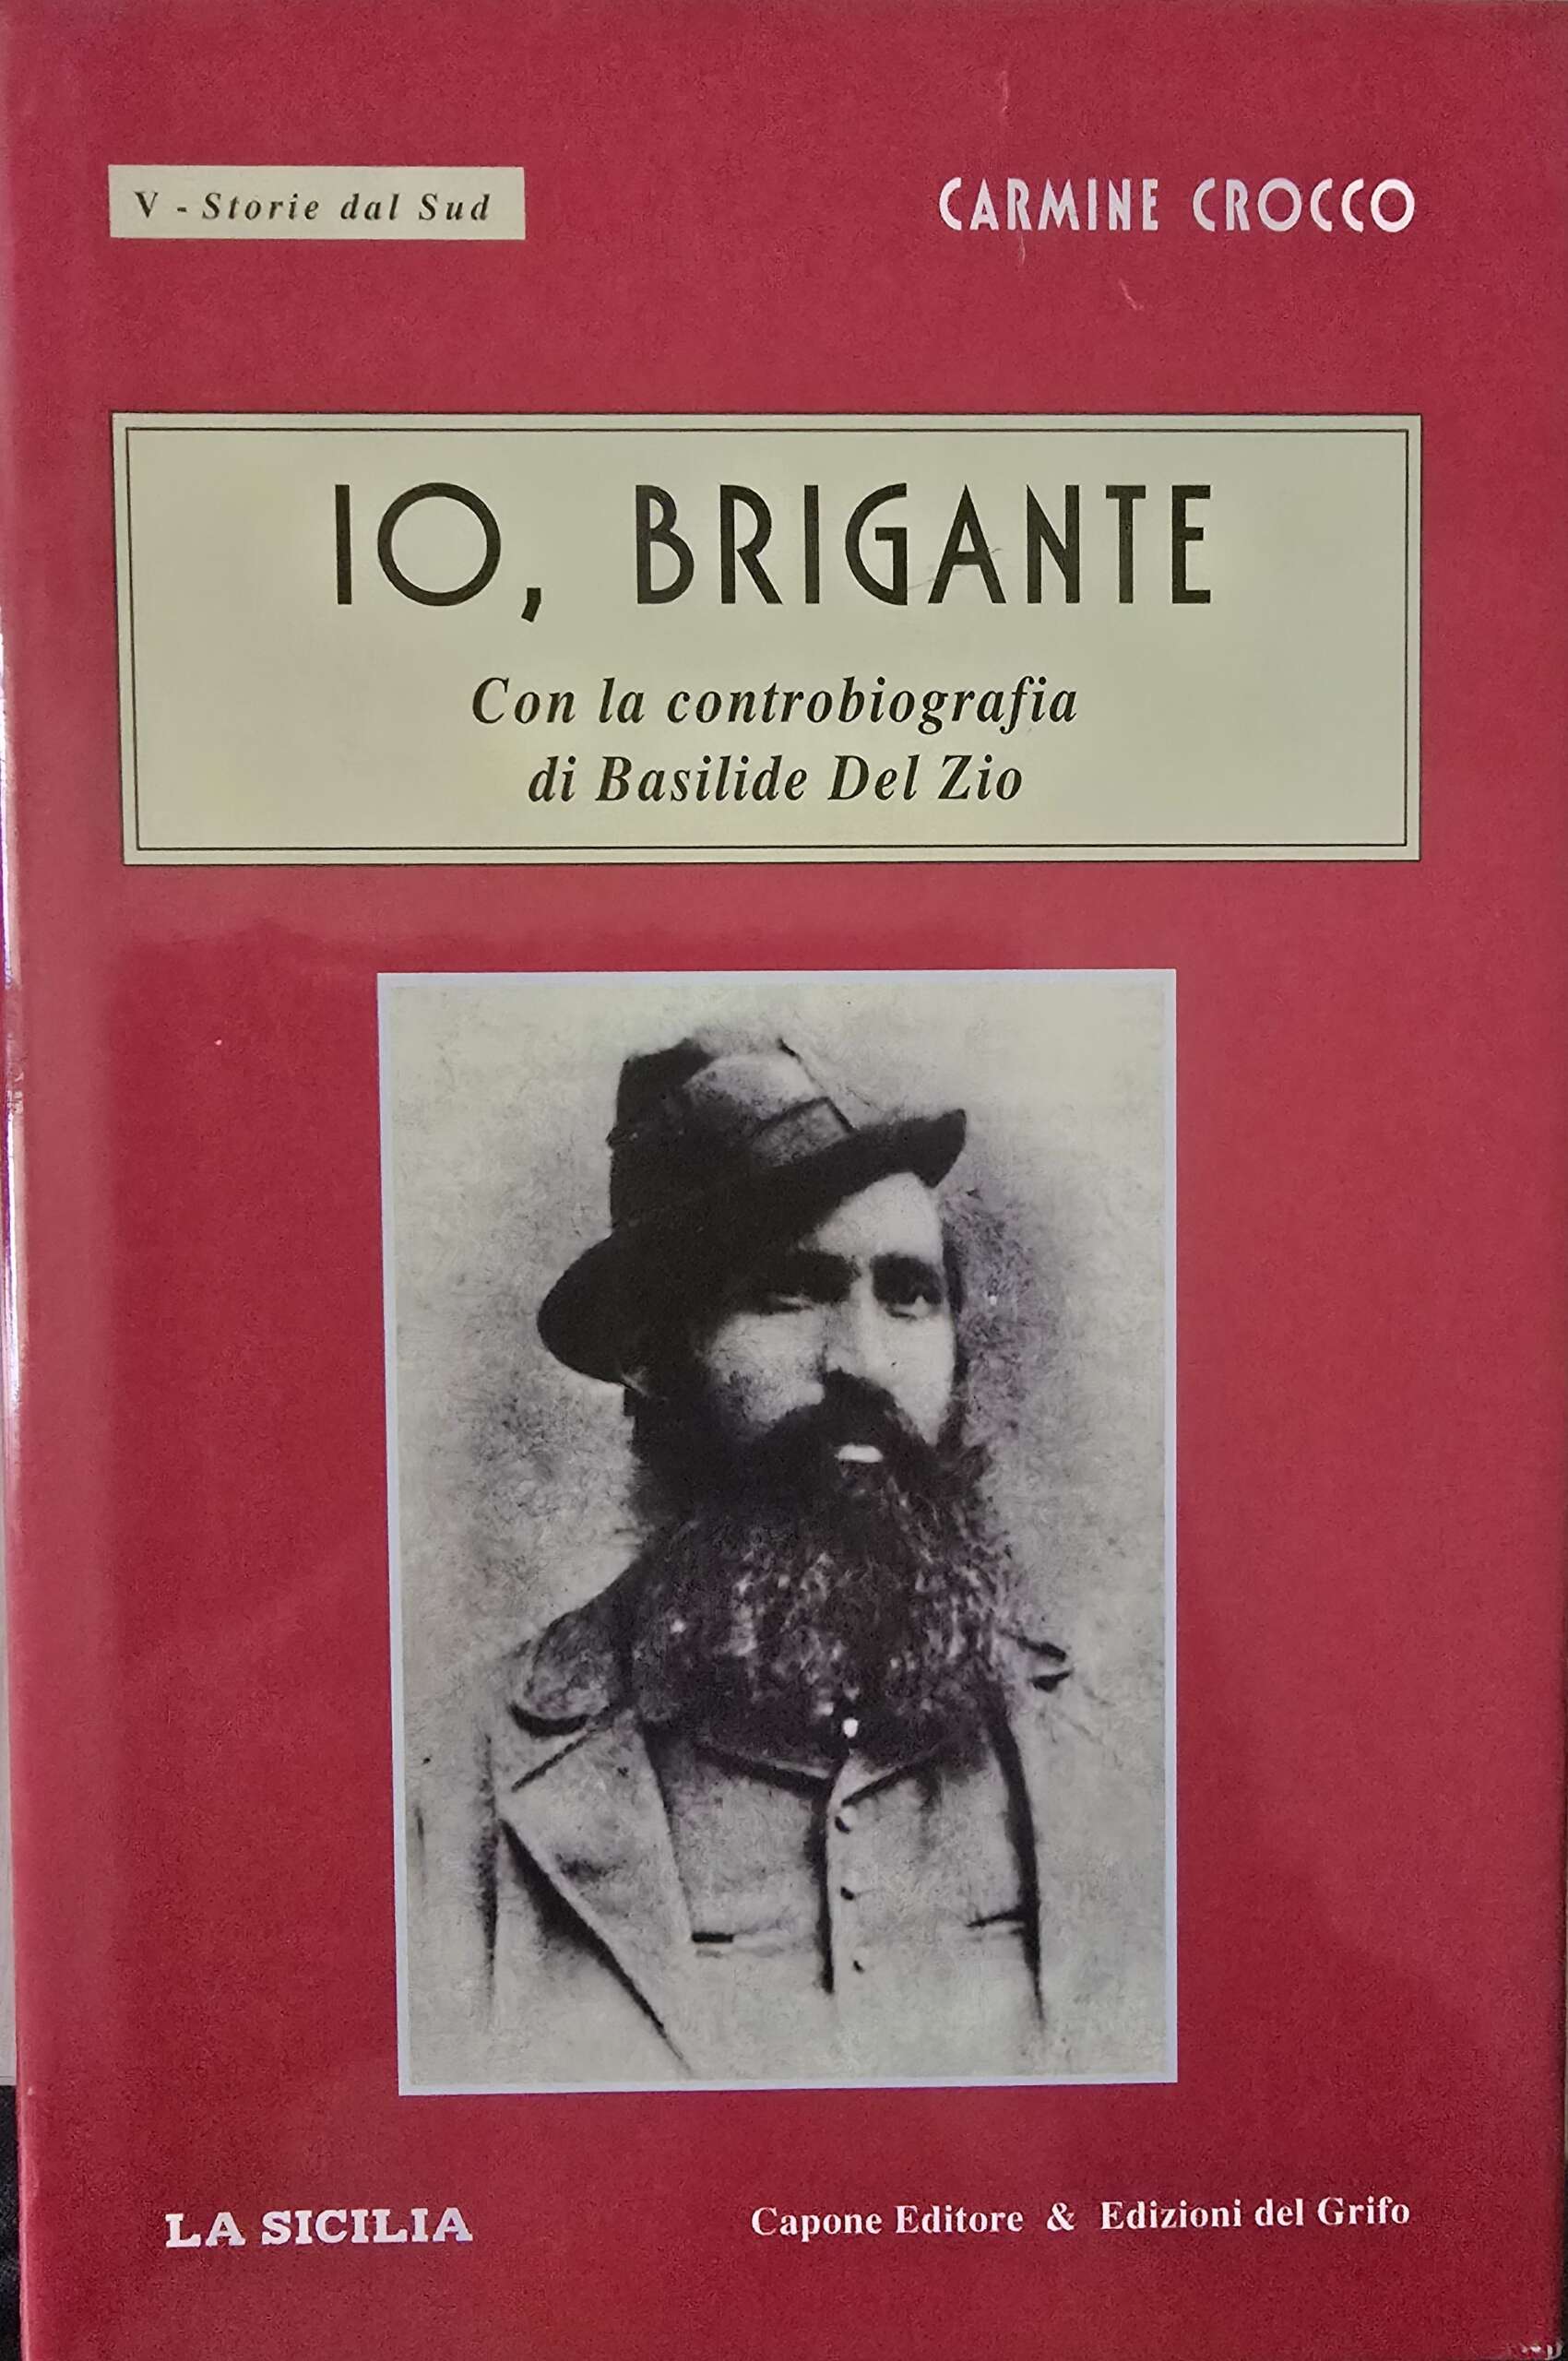 V - Storie dal Sud
CARMINE CROCCO
IO, BRIGANTE
Con la controbiografia
di Basilide Del Zio
LA SICILIA
Capone Editore & Edizioni del Grifo